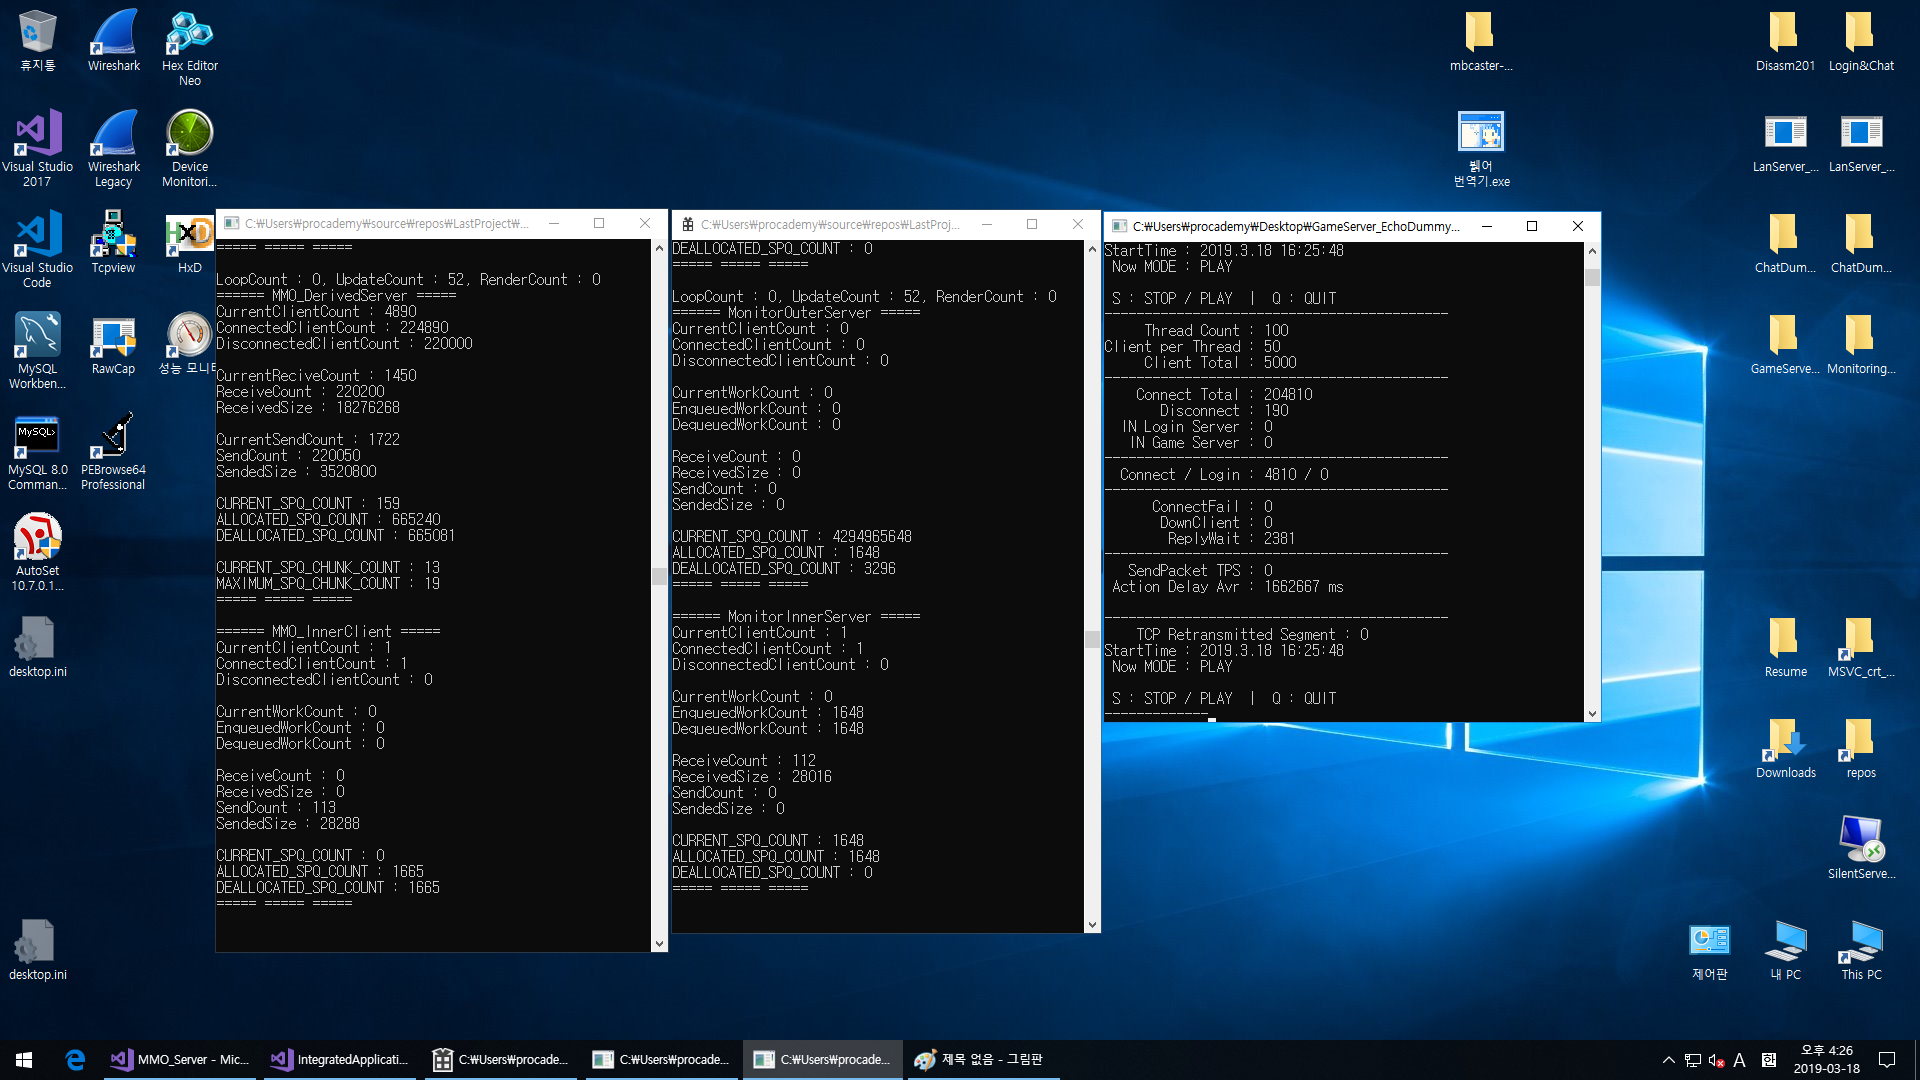 휴지통
Wireshark
Hex Editor
Neo
Visual Studio
2017
Wireshark
Legacy
Device
Monitori...
Visual Studio
Code
Tcpview
HxD
MySQL
Workben...
RawCap
성능 모니터
MySQL 8.0
Comman...
PEBrowse64
Professional
AutoSet
10.7.0.1...
desktop.ini
desktop.ini
C:\Users\procademy\source\repos\LastProject\...
===== ===== =====
LoopCount : 0, UpdateCount : 52, RenderCount : 0
====== MMO_DerivedServer =====
CurrentClientCount : 4890
ConnectedClientCount : 224890
DisconnectedClientCount : 220000
CurrentReciveCount : 1450
ReceiveCount : 220200
ReceivedSize : 18276268
CurrentSendCount : 1722
SendCount : 220050
SendedSize : 3520800
CURRENT_SPQ_COUNT : 159
ALLOCATED_SPQ_COUNT : 665240
DEALLOCATED_SPQ_COUNT : 665081
CURRENT_SPQ_CHUNK_COUNT : 13
MAXIMUM_SPQ_CHUNK_COUNT : 19
===== ===== =====
====== MMO_InnerClient =====
CurrentClientCount : 1
ConnectedClientCount : 1
DisconnectedClientCount : 0
CurrentWorkCount : 0
EnqueuedWorkCount : 0
DequeuedWorkCount : 0
ReceiveCount : 0
ReceivedSize : 0
SendCount : 113
SendedSize : 28288
CURRENT_SPQ_COUNT : 0
ALLOCATED_SPQ_COUNT : 1665
DEALLOCATED_SPQ_COUNT : 1665
===== ===== =====
C:\Users\procademy\source\repos\LastProj...
DEALLOCATED_SPQ_COUNT : 0
===== ===== =====
LoopCount : 0, UpdateCount : 52, RenderCount : 0
====== MonitorOuterServer =====
CurrentClientCount : 0
ConnectedClientCount : 0
DisconnectedClientCount : 0
CurrentWorkCount : 0
EnqueuedWorkCount : 0
DequeuedWorkCount : 0
ReceiveCount : 0
ReceivedSize : 0
SendCount : 0
SendedSize : 0
CURRENT_SPQ_COUNT : 4294965648
ALLOCATED_SPQ_COUNT : 1648
DEALLOCATED_SPQ_COUNT : 3296
===== ===== =====
====== MonitorInnerServer =====
CurrentClientCount : 1
ConnectedClientCount : 1
DisconnectedClientCount : 0
CurrentWorkCount : 0
EnqueuedWorkCount : 1648
DequeuedWorkCount : 1648
ReceiveCount : 112
ReceivedSize : 28016
SendCount : 0
SendedSize : 0
CURRENT_SPQ_COUNT : 1648
ALLOCATED_SPQ_COUNT : 1648
DEALLOCATED_SPQ_COUNT : 0
===== ===== =====
C:\Users\procademy\Desktop\GameServer_EchoDummy...
StartTime : 2019.3.18 16:25:48
Now MODE : PLAY
S : STOP / PLAY | Q : QUIT
-------------------------------------------
Thread Count : 100
Client per Thread : 50
Client Total : 5000
-------------------------------------------
Connect Total : 204810
Disconnect : 190
IN Login Server : 0
IN Game Server : 0
-------------------------------------------
Connect / Login : 4810 / 0
-------------------------------------------
ConnectFail : 0
DownClient : 0
ReplyWait : 2381
-------------------------------------------
SendPacket TPS : 0
Action Delay Avr : 1662667 ms
-------------------------------------------
TCP Retransmitted Segment : 0
StartTime : 2019.3.18 16:25:48
Now MODE : PLAY
S : STOP / PLAY | Q : QUIT
-------------
mbcaster-...
번역기.exe
Disasm201
Login&Chat
LanServer_...
LanServer_...
ChatDum...
ChatDum...
GameServe...
Monitoring...
Resume
MSVC_crt_...
Downloads
repos
SilentServe...
제어판
내 PC
This PC
MMO_Server - Mic...
IntegratedApplicati...
C:\Users\procade...
C:\Users\procade...
C:\Users\procade...
제목 없음 - 그림판
A
한
오후 4:26
2019-03-18